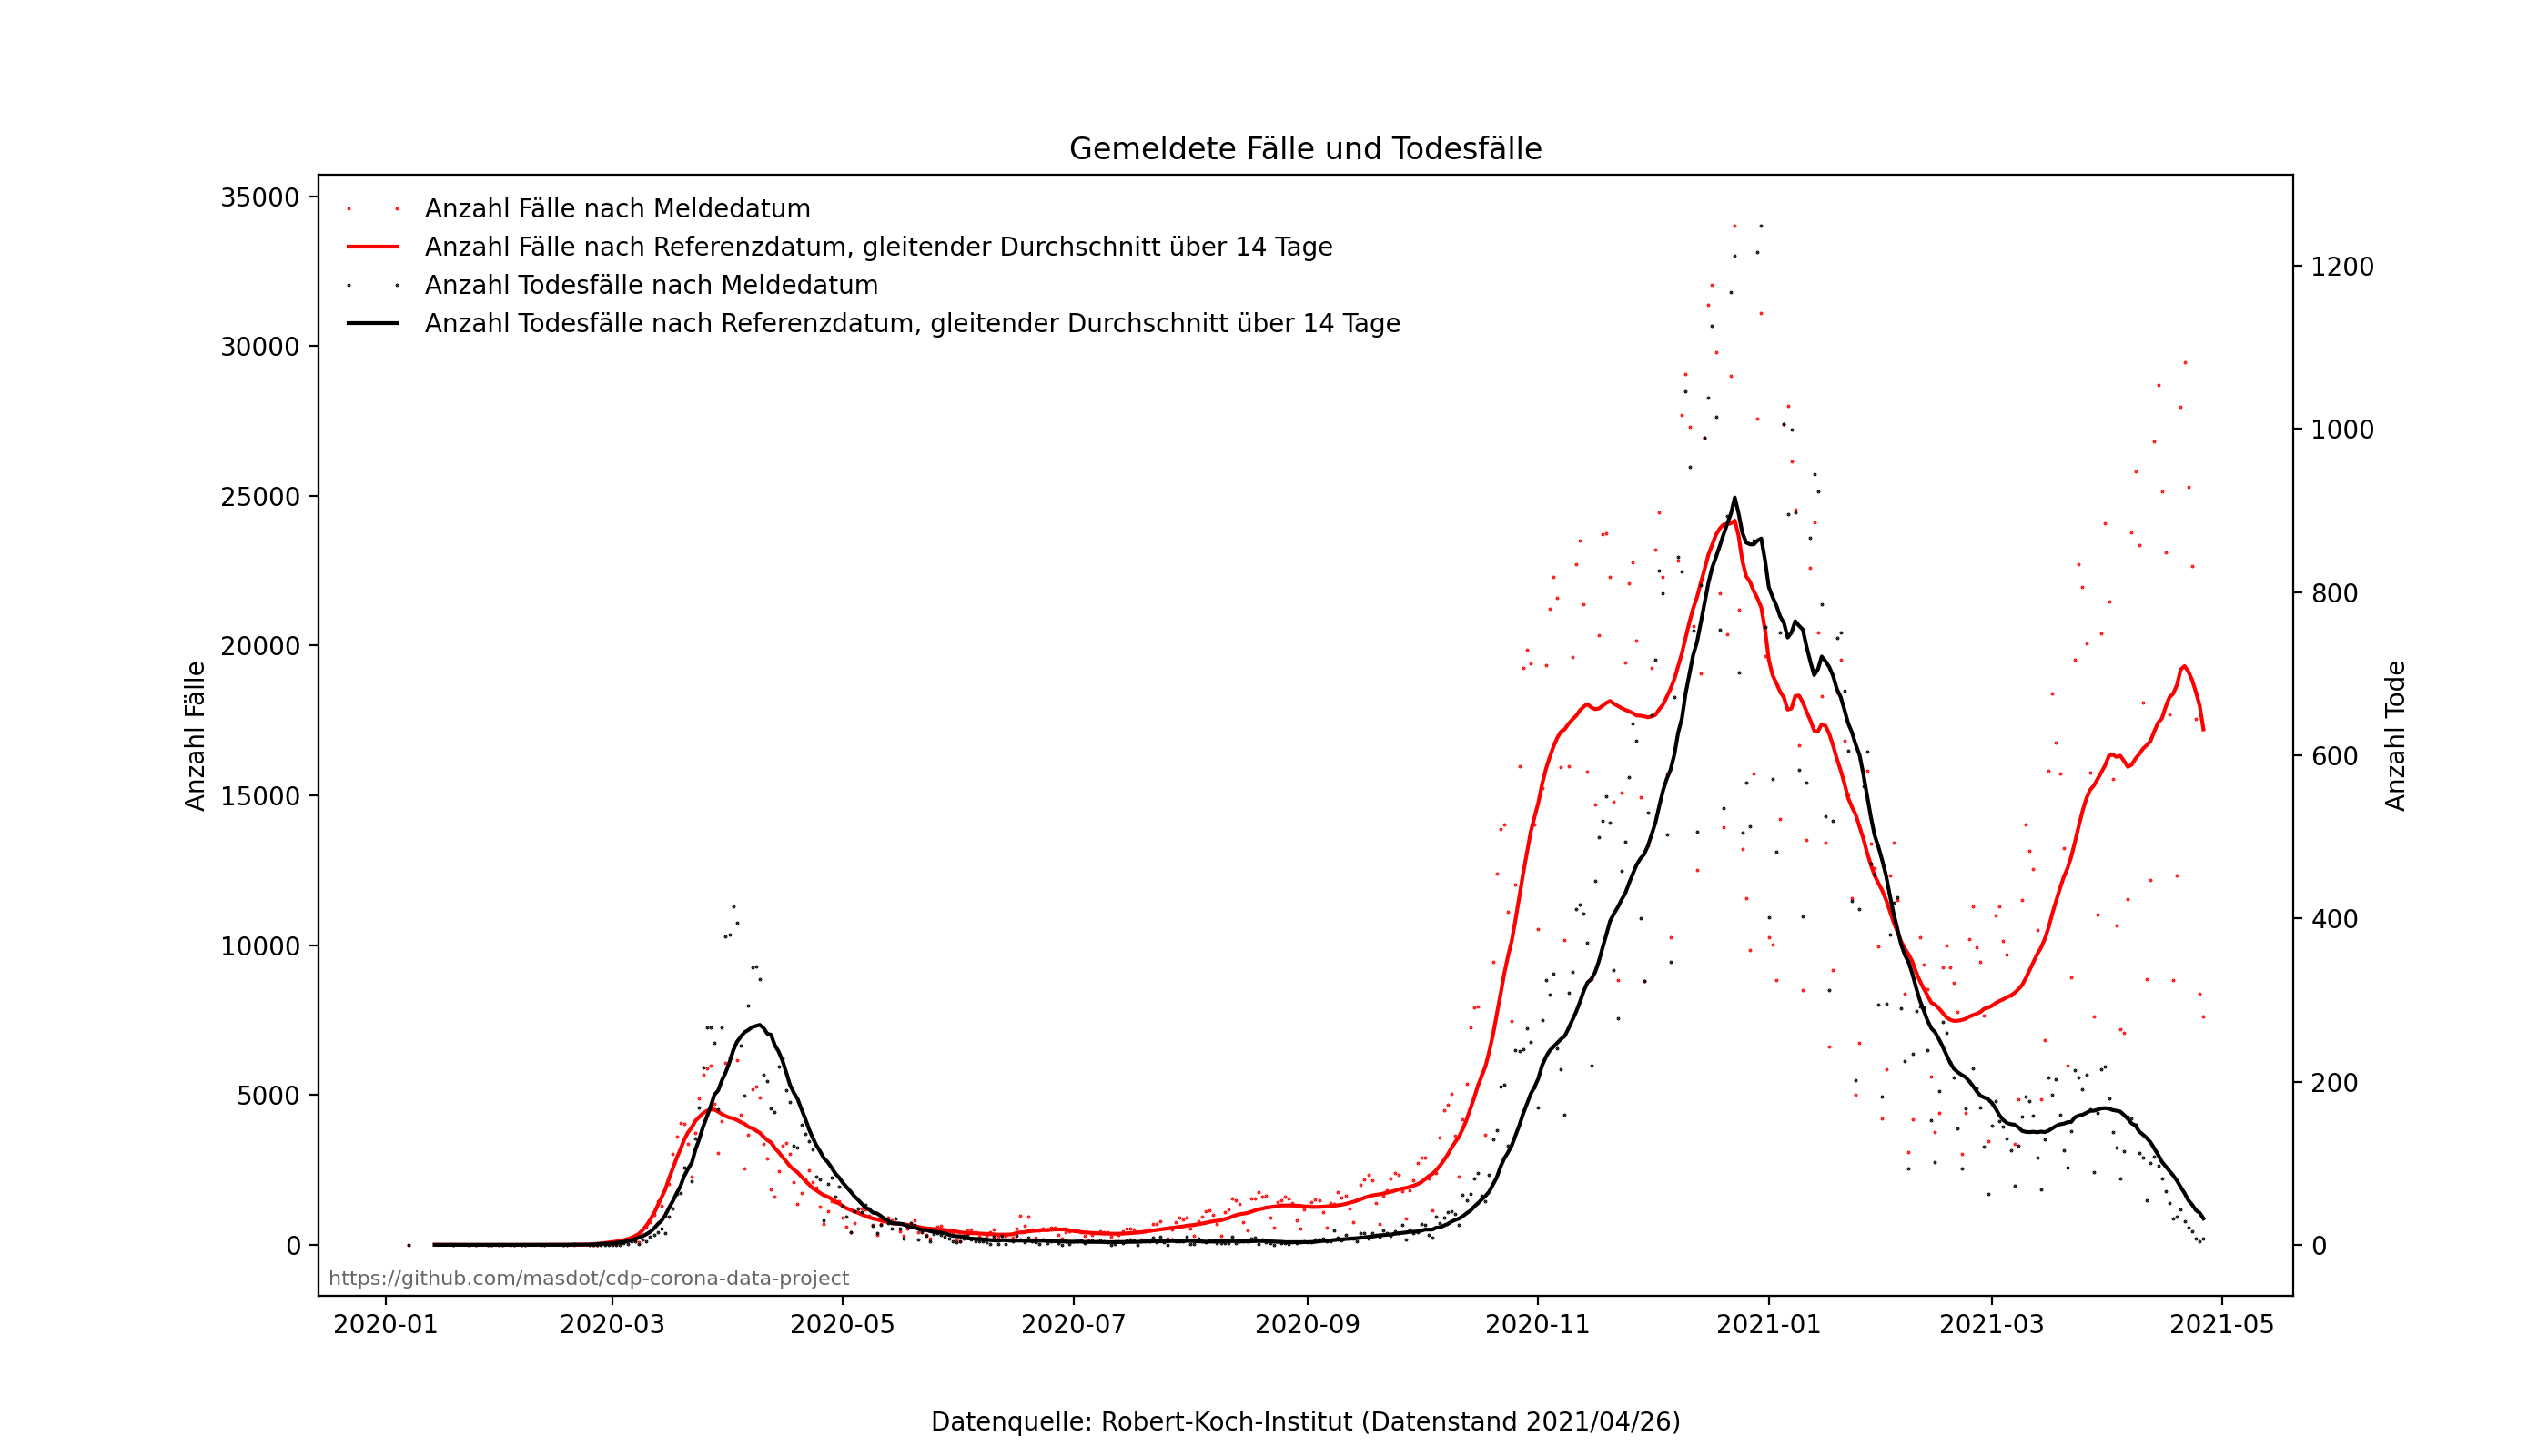 Gemeldete Fälle und Todesfälle
Anzahl Fälle nach Meldedatum
Anzahl Fälle nach Referenzdatum, gleitender Durchschnitt über 14 Tage
Anzahl Todesfälle nach Meldedatum
Anzahl Todesfälle nach Referenzdatum, gleitender Durchschnitt über 14 Tage
35000
30000
25000
20000
15000
10000
5000
0
Anzahl Fälle
1200
1000
800
600
400
200
0
Anzahl Tode
https://github.com/masdot/cdp-corona-data-project
2020-01 2020-03 2020-05 2020-07 2020-09 2020-11 2021-01 2021-03 2021-05
Datenquelle: Robert-Koch-Institut (Datenstand 2021/04/26)